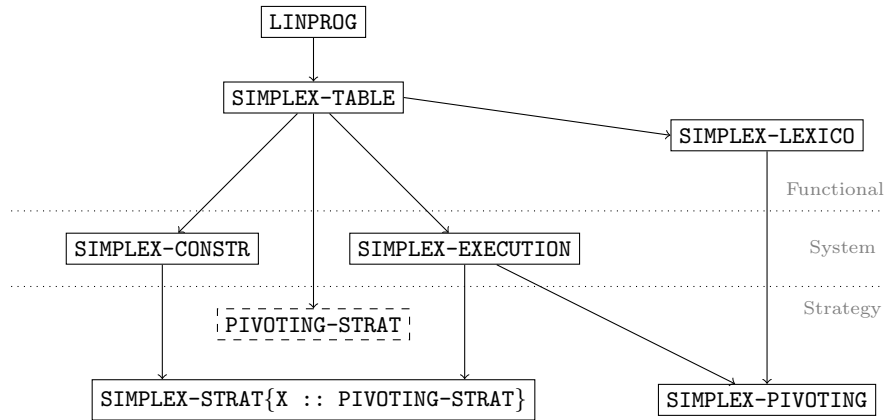 LINPROG
SIMPLEX-TABLE
SIMPLEX-LEXICO
Functional
SIMPLEX-CONSTR
SIMPLEX-EXECUTION
System
Strategy
PIVOTING-STRAT
SIMPLEX-STRAT{X :: PIVOTING-STRAT}
SIMPLEX-PIVOTING